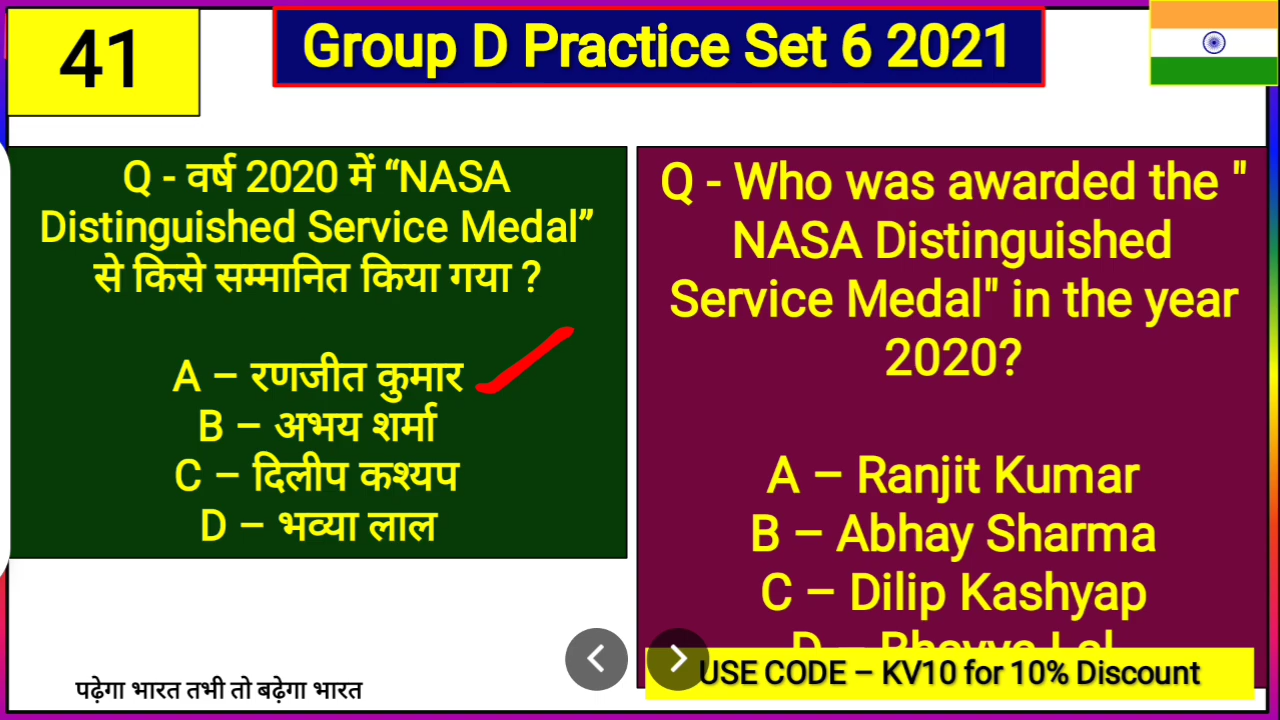 41
Group D Practice Set 6 2021
Q - वर्ष 2020 में “NASA
Distinguished Service Medal”
से किसे सम्मानित किया गया ?
A – रणजीत कुमार
B – अभय शर्मा
C – दिलीप कश्यप
D – भव्या लाल
Q - Who was awarded the "
NASA Distinguished
Service Medal" in the year
2020?
A – Ranjit Kumar
B – Abhay Sharma
C – Dilip Kashyap
D – Bhavya Lal
USE CODE – KV10 for 10% Discount
पढ़ेगा भारत तभी तो बढ़ेगा भारत